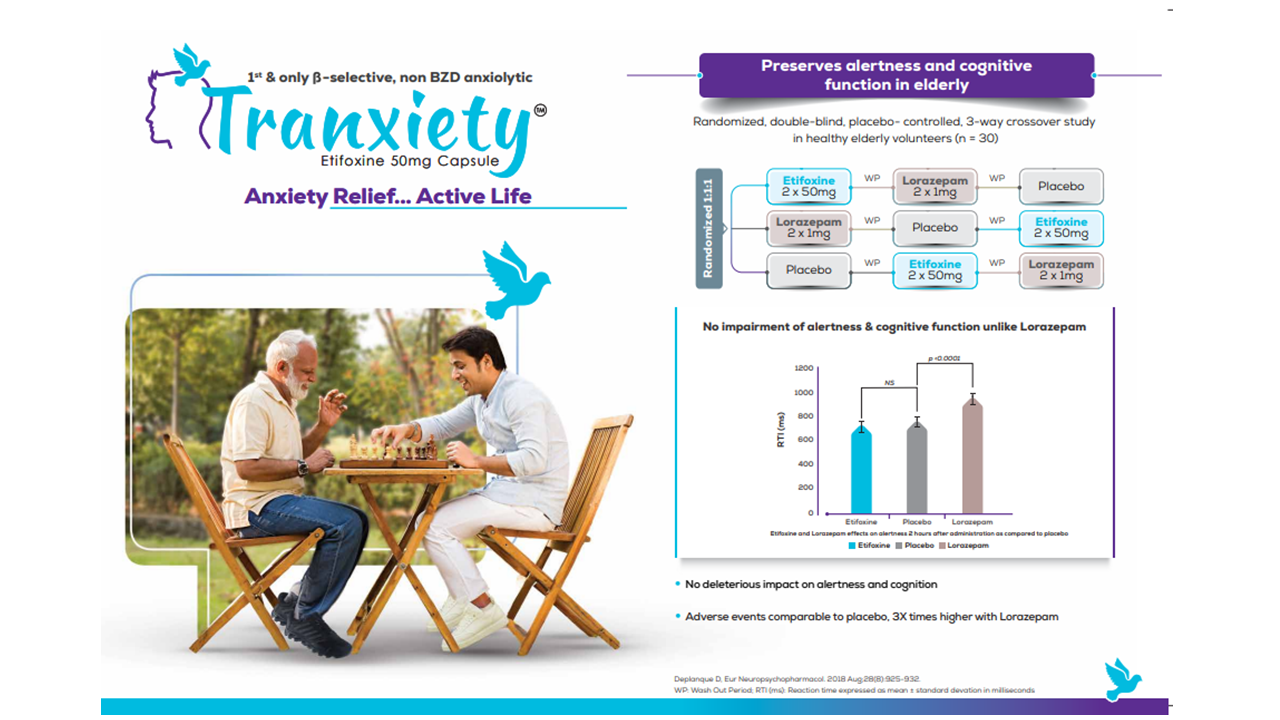 1st & only β-selective, non BZD anxiolytic
Tranxiety TM
Etifoxine 50mg Capsule
Anxiety Relief... Active Life
Preserves alertness and cognitive
function in elderly
Randomized, double-blind, placebo- controlled, 3-way crossover study
in healthy elderly volunteers (n = 30)
Randomized 1:1:1
Etifoxine
2 x 50mg
WP
Lorazepam
2 x 1mg
WP
Placebo
Lorazepam
2 x 1mg
WP
Placebo
WP
Etifoxine
2 x 50mg
Placebo
WP
Etifoxine
2 x 50mg
WP
Lorazepam
2 x 1mg
No impairment of alertness & cognitive function unlike Lorazepam
p <0.0001
NS
RTI (ms)
1200
1000
800
600
400
200
0
Etifoxine Placebo Lorazepam
Etifoxine and Lorazepam effects on alertness 2 hours after administration as compared to placebo
Etifoxine Placebo Lorazepam
• No deleterious impact on alertness and cognition
• Adverse events comparable to placebo, 3X times higher with Lorazepam
Deplanque D, Eur Neuropsychopharmacol. 2018 Aug;28(8):925-932.
WP: Wash Out Period; RTI (ms): Reaction time expressed as mean ± standard devation in milliseconds